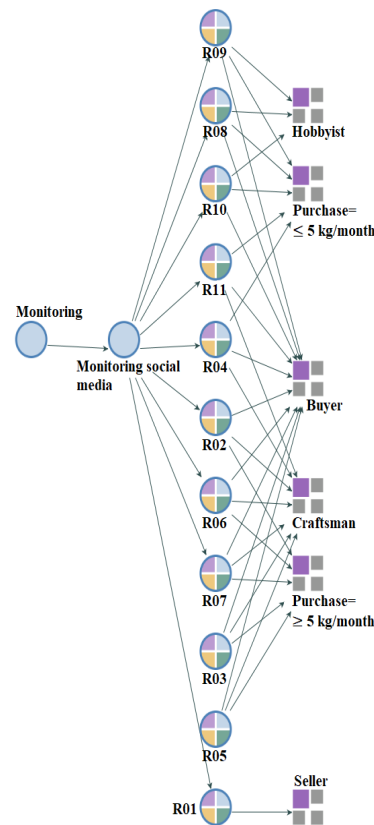 R09
R08
Hobbyist
R10
Purchase=
≤ 5 kg/month
R11
Monitoring
Monitoring social
media
R04
Buyer
R02
Craftsman
R06
R07
Purchase=
≥ 5 kg/month
R03
R05
Seller
R01